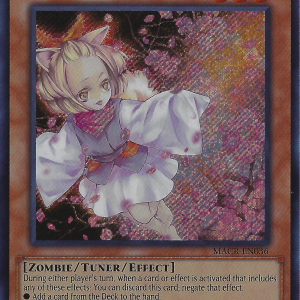 MACR-EN036
[ZOMBIE/TUNER/EFFECT]
During either player's turn, when a card or effect is activated that includes
any of these effects: You can discard this card; negate that effect.
● Add a card from the Deck to the hand